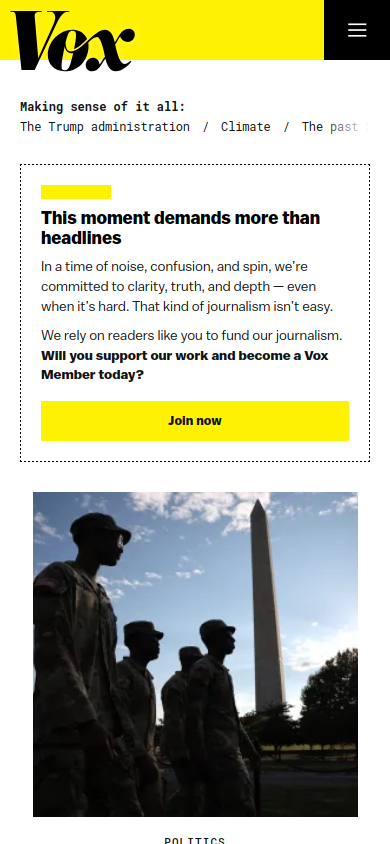 Vox
Making sense of it all:
The Trump administration / Climate / The past
This moment demands more than
headlines
In a time of noise, confusion, and spin, we're
committed to clarity, truth, and depth — even
when it's hard. That kind of journalism isn't easy.
We rely on readers like you to fund our journalism.
Will you support our work and become a Vox
Member today?
Join now
POLITICS